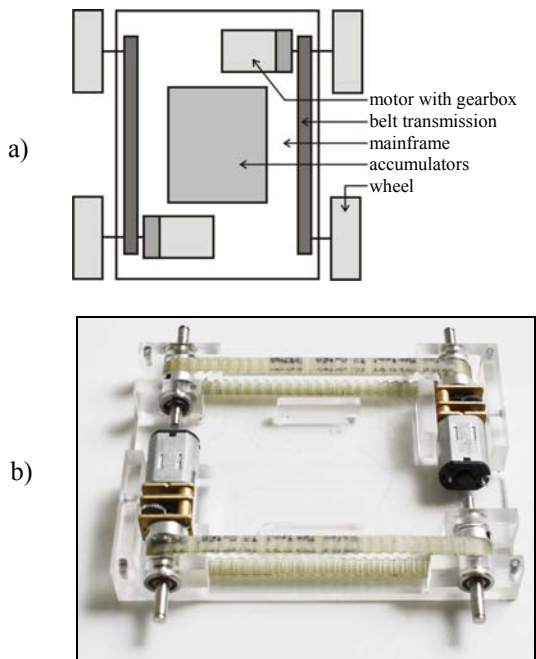 a)
motor with gearbox
belt transmission
mainframe
accumulators
wheel
b)